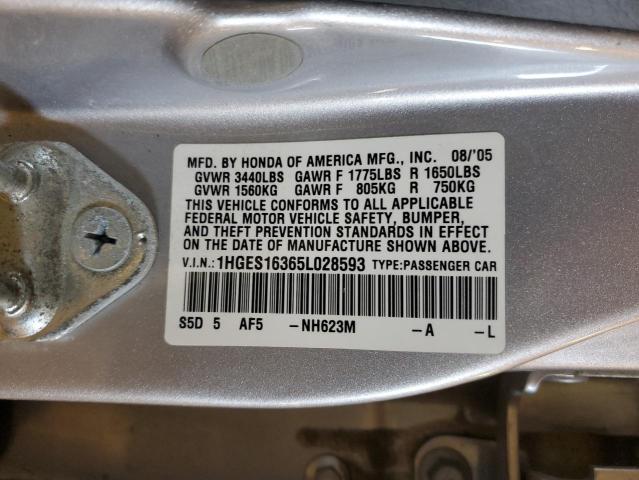 MFD. BY HONDA OF AMERICA MFG., INC. 08/'05
GVWR 3440LBS GAWR F 1775LBS R 1650LBS
GVWR 1560KG GAWR F 805KG R 750KG
THIS VEHICLE CONFORMS TO ALL APPLICABLE
FEDERAL MOTOR VEHICLE SAFETY, BUMPER,
AND THEFT PREVENTION STANDARDS IN EFFECT
ON THE DATE OF MANUFACTURE SHOWN ABOVE.
V.I.N.:1HGES16365L028593 TYPE:PASSENGER CAR
S5D 5 AF5 -NH623M -A -L